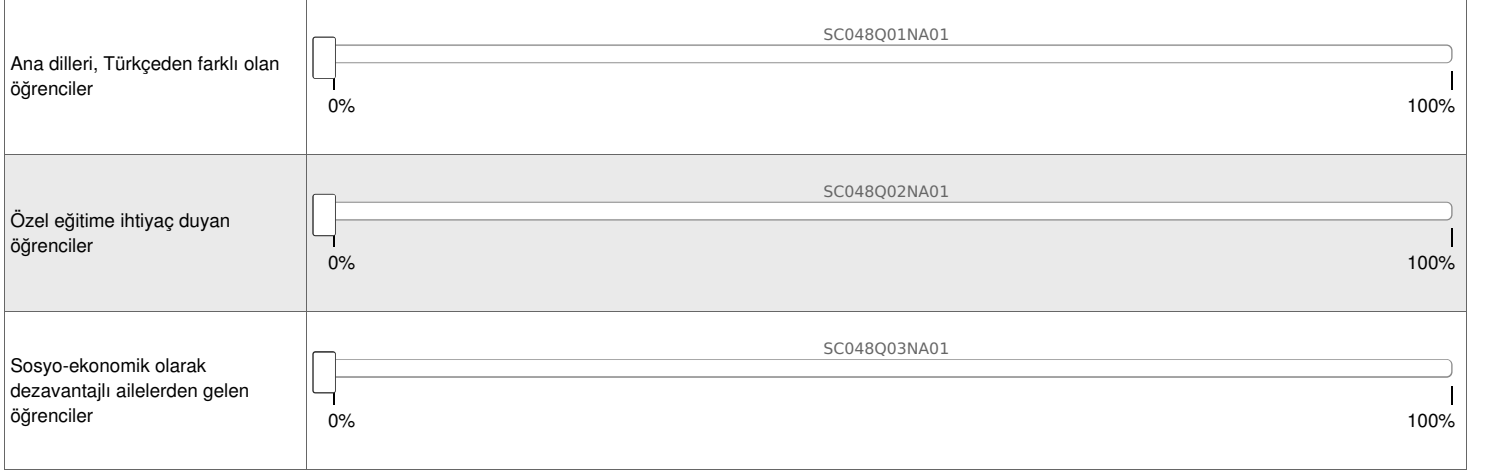 SC048Q01NA01
Ana dilleri, Türkçeden farklı olan
öğrenciler
0%
100%
SC048Q02NA01
Özel eğitime ihtiyaç duyan
öğrenciler
0%
100%
SC048Q03NA01
Sosyo-ekonomik olarak
dezavantajlı ailelerden gelen
öğrenciler
0%
100%